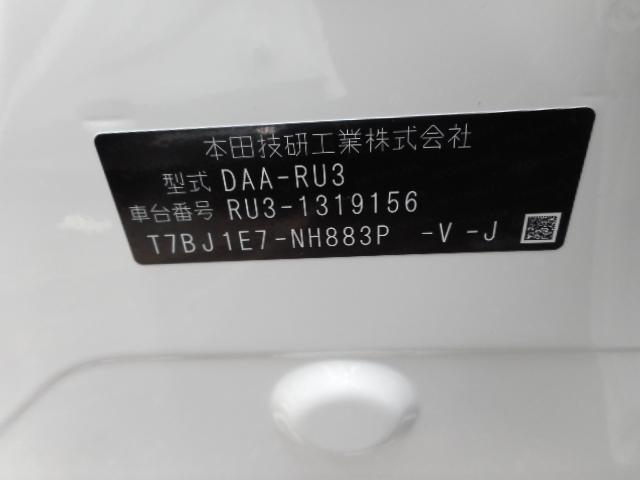 本田技研工業株式会社
型式 DAA-RU3
車台番号 RU3-1319156
T7BJ1E7-NH883P -V -J